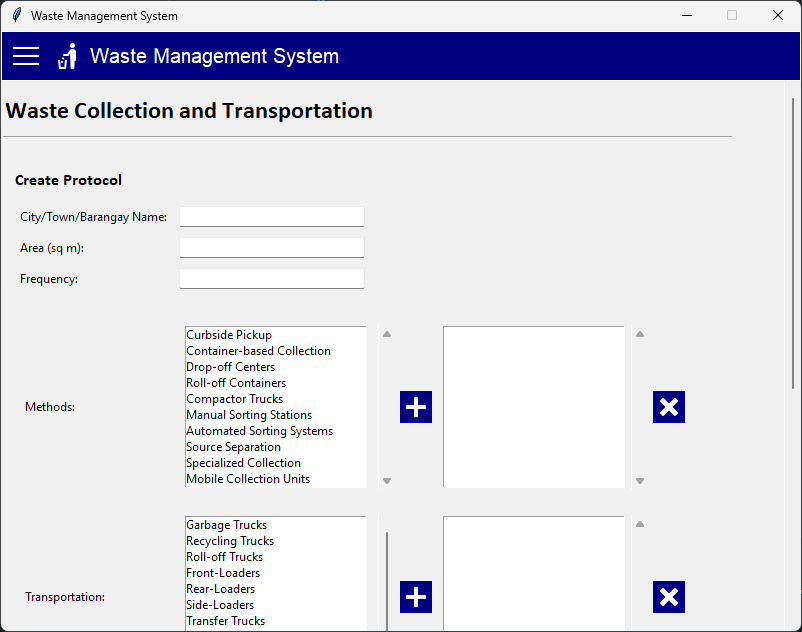 Waste Management System
Waste Management System
Waste Collection and Transportation
Create Protocol
City/Town/Barangay Name:
Area (sq m):
Frequency:
Methods:
Curbside Pickup
Container-based Collection
Drop-off Centers
Roll-off Containers
Compactor Trucks
Manual Sorting Stations
Automated Sorting Systems
Source Separation
Specialized Collection
Mobile Collection Units
Transportation:
Garbage Trucks
Recycling Trucks
Roll-off Trucks
Front-Loaders
Rear-Loaders
Side-Loaders
Transfer Trucks